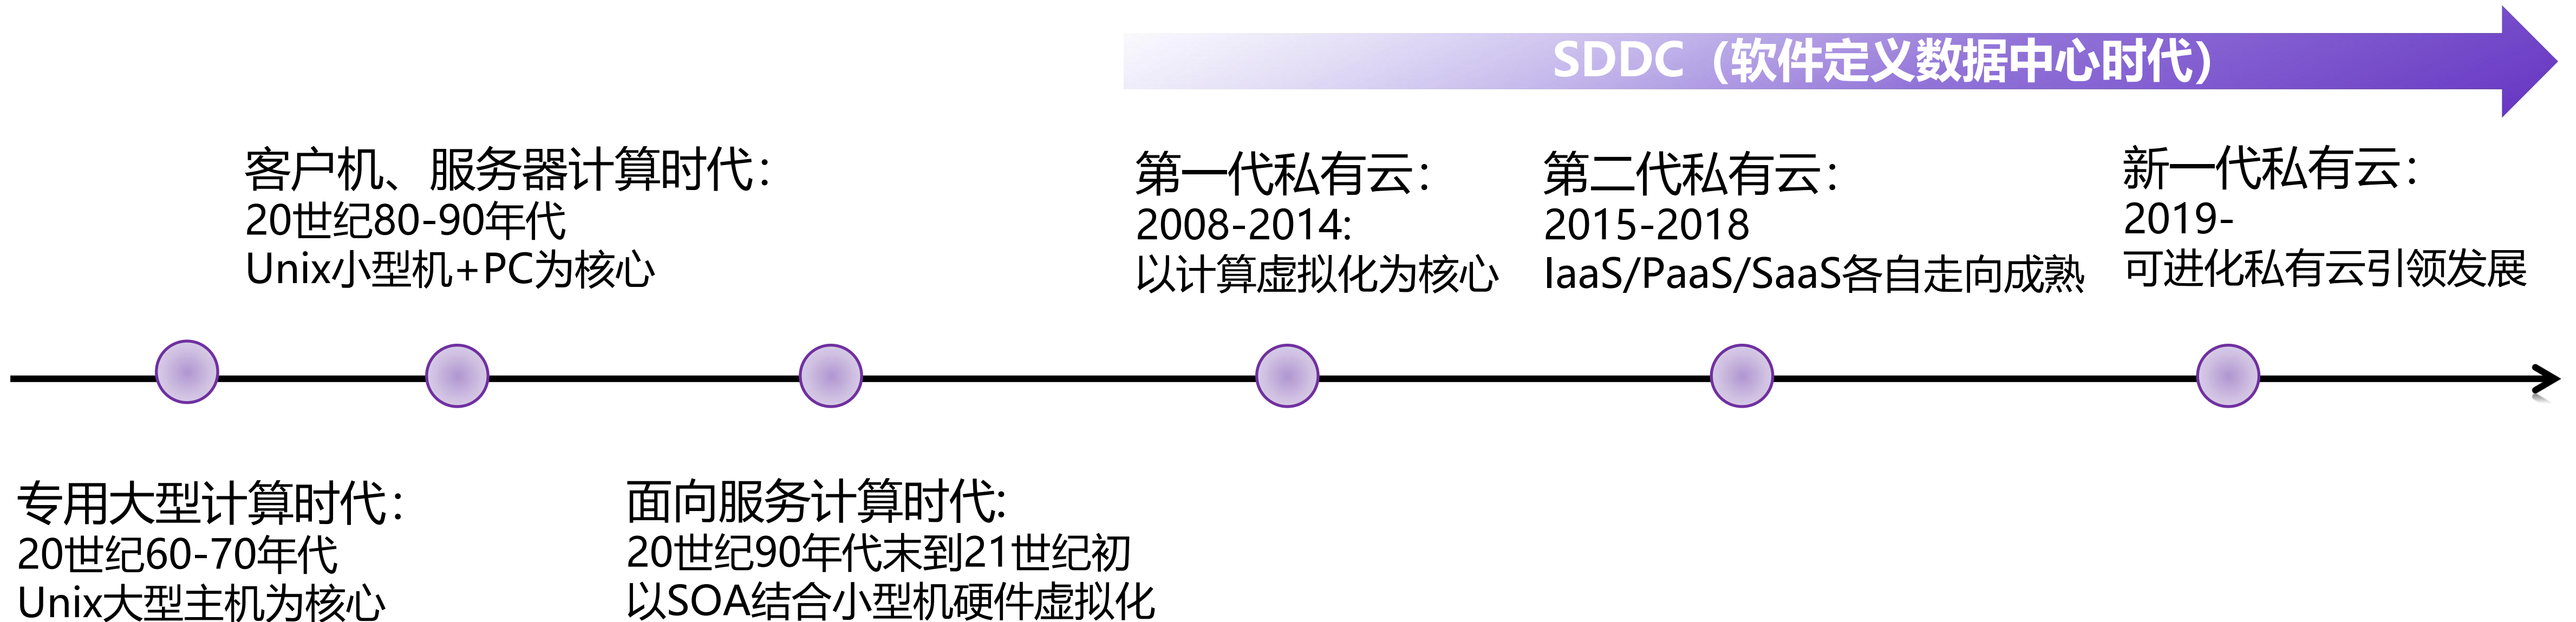 SDDC（软件定义数据中心时代）
客户机、服务器计算时代：
20世纪80-90年代
Unix小型机+PC为核心
第一代私有云：
2008-2014:
以计算虚拟化为核心
第二代私有云：
2015-2018
IaaS/PaaS/SaaS各自走向成熟
新一代私有云：
2019-
可进化私有云引领发展
专用大型计算时代：
20世纪60-70年代
Unix大型主机为核心
面向服务计算时代:
20世纪90年代末到21世纪初
以SOA结合小型机硬件虚拟化